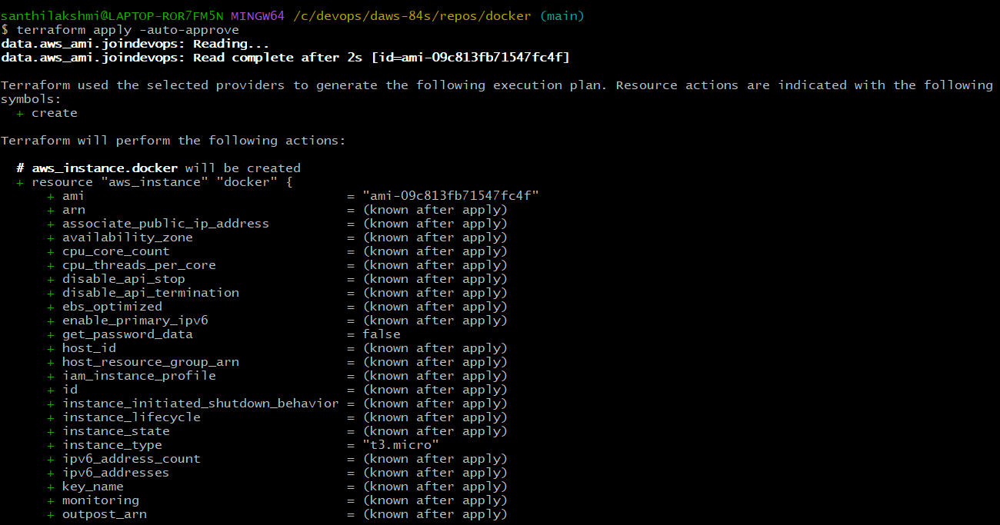 santhilakshmi@LAPTOP-ROR7FM5N MINGW64 /c/devops/daws-84s/repos/docker (main)
$ terraform apply -auto-approve
data.aws_ami.joindevops: Reading...
data.aws_ami.joindevops: Read complete after 2s [id=ami-09c813fb71547fc4f]

Terraform used the selected providers to generate the following execution plan. Resource actions are indicated with the following
symbols:
  + create

Terraform will perform the following actions:

  # aws_instance.docker will be created
  + resource "aws_instance" "docker" {
      + ami                                  = "ami-09c813fb71547fc4f"
      + arn                                  = (known after apply)
      + associate_public_ip_address          = (known after apply)
      + availability_zone                    = (known after apply)
      + cpu_core_count                       = (known after apply)
      + cpu_threads_per_core                 = (known after apply)
      + disable_api_stop                     = (known after apply)
      + disable_api_termination              = (known after apply)
      + ebs_optimized                        = (known after apply)
      + enable_primary_ipv6                  = (known after apply)
      + get_password_data                    = false
      + host_id                              = (known after apply)
      + host_resource_group_arn              = (known after apply)
      + iam_instance_profile                 = (known after apply)
      + id                                   = (known after apply)
      + instance_initiated_shutdown_behavior = (known after apply)
      + instance_lifecycle                   = (known after apply)
      + instance_state                       = (known after apply)
      + instance_type                        = "t3.micro"
      + ipv6_address_count                   = (known after apply)
      + ipv6_addresses                       = (known after apply)
      + key_name                             = (known after apply)
      + monitoring                           = (known after apply)
      + outpost_arn                          = (known after apply)